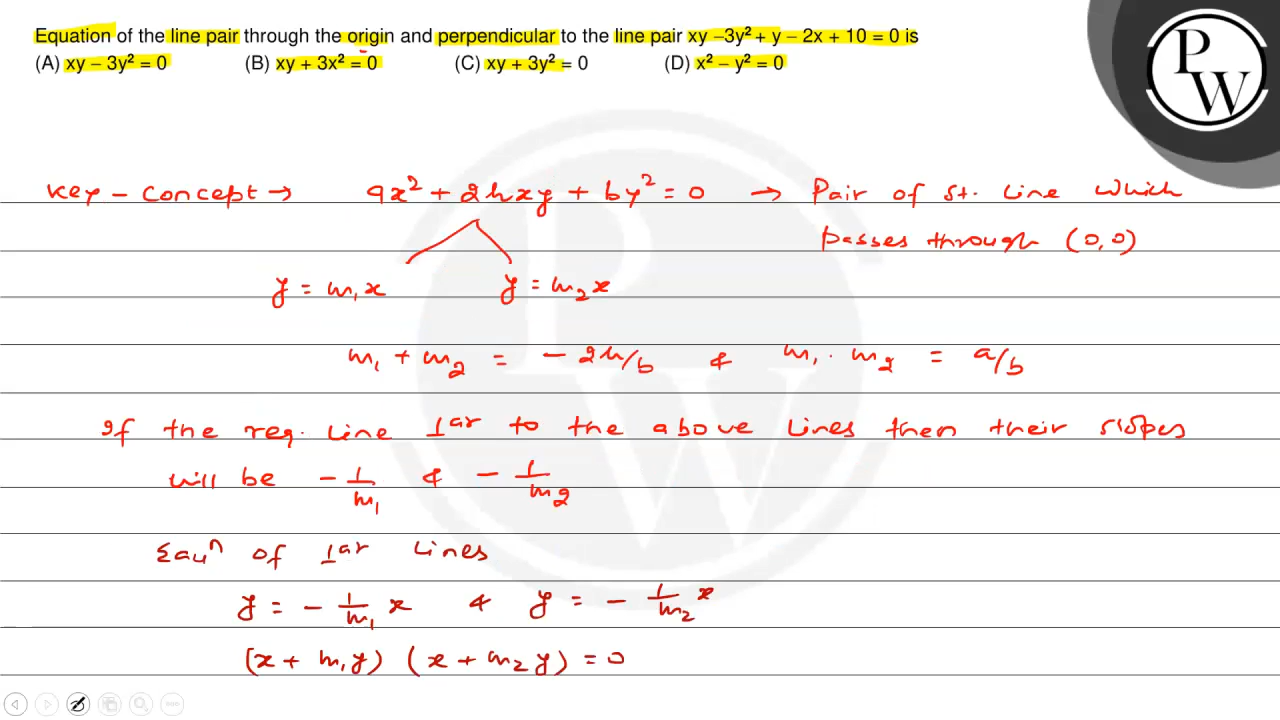 Equation of the line pair through the origin and perpendicular to the line pair xy –3y² + y – 2x + 10 = 0 is
(A) xy – 3y² = 0 (B) xy + 3x² = 0 (C) xy + 3y² = 0 (D) x² – y² = 0
PW
Key - Concept → ax² + 2hxy + by² = 0 → Pair of st. line which
passes through (0,0)
y = m₁x y = m₂x
m₁ + m₂ = - 2h/b & m₁ . m₂ = a/b
If the req. line ⊥ar to the above lines then their slopes
will be - 1/m₁ & - 1/m₂
Equⁿ of ⊥ar lines
y = - 1/m₁ x & y = - 1/m₂ x
(x + m₁y) (x + m₂y) = 0